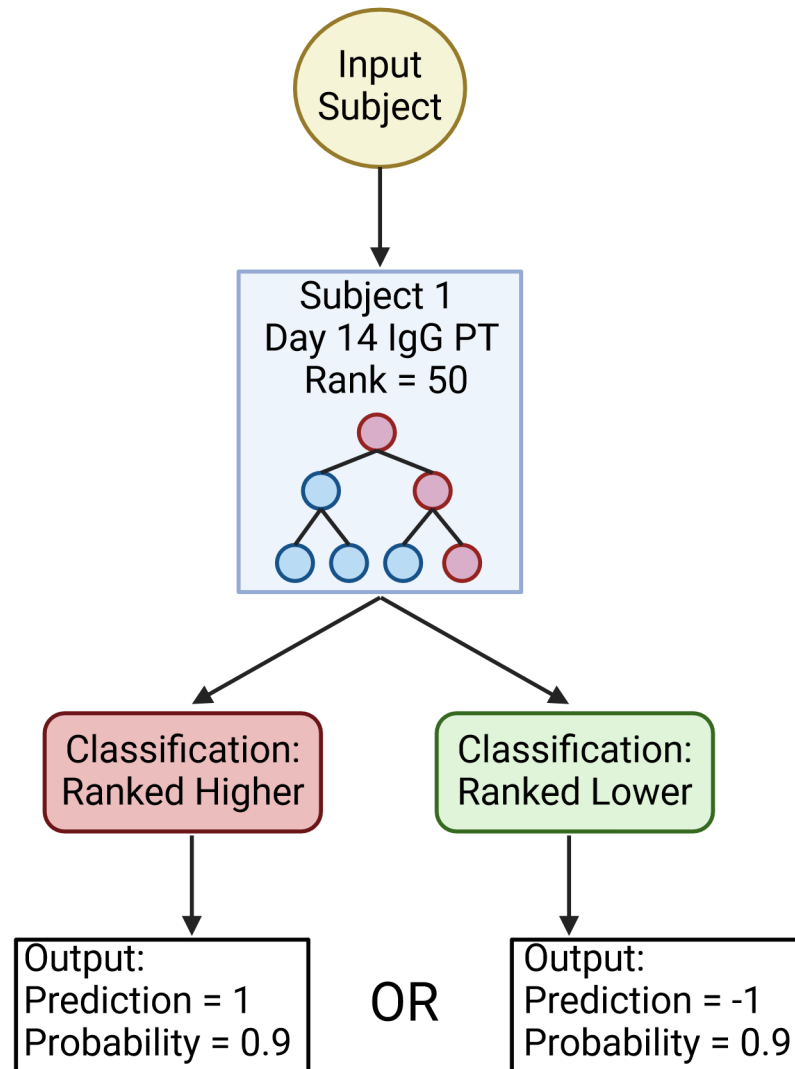 Input
Subject
Subject 1
Day 14 IgG PT
Rank = 50
Classification:
Ranked Higher
Classification:
Ranked Lower
Output:
Prediction = 1
Probability = 0.9
OR
Output:
Prediction = -1
Probability = 0.9